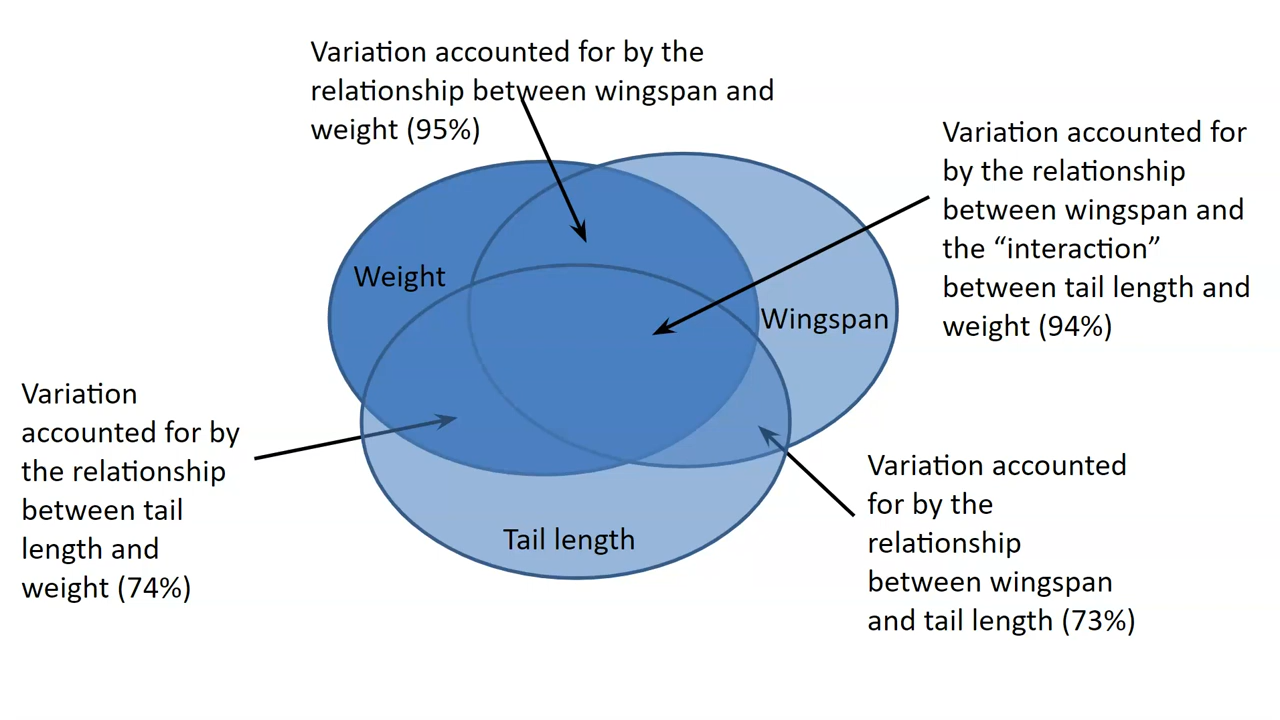 Variation accounted for by the
relationship between wingspan and
weight (95%)
Variation accounted for
by the relationship
between wingspan and
the “interaction”
between tail length and
weight (94%)
Weight
Wingspan
Variation
accounted for by
the relationship
between tail
length and
weight (74%)
Tail length
Variation accounted
for by the
relationship
between wingspan
and tail length (73%)